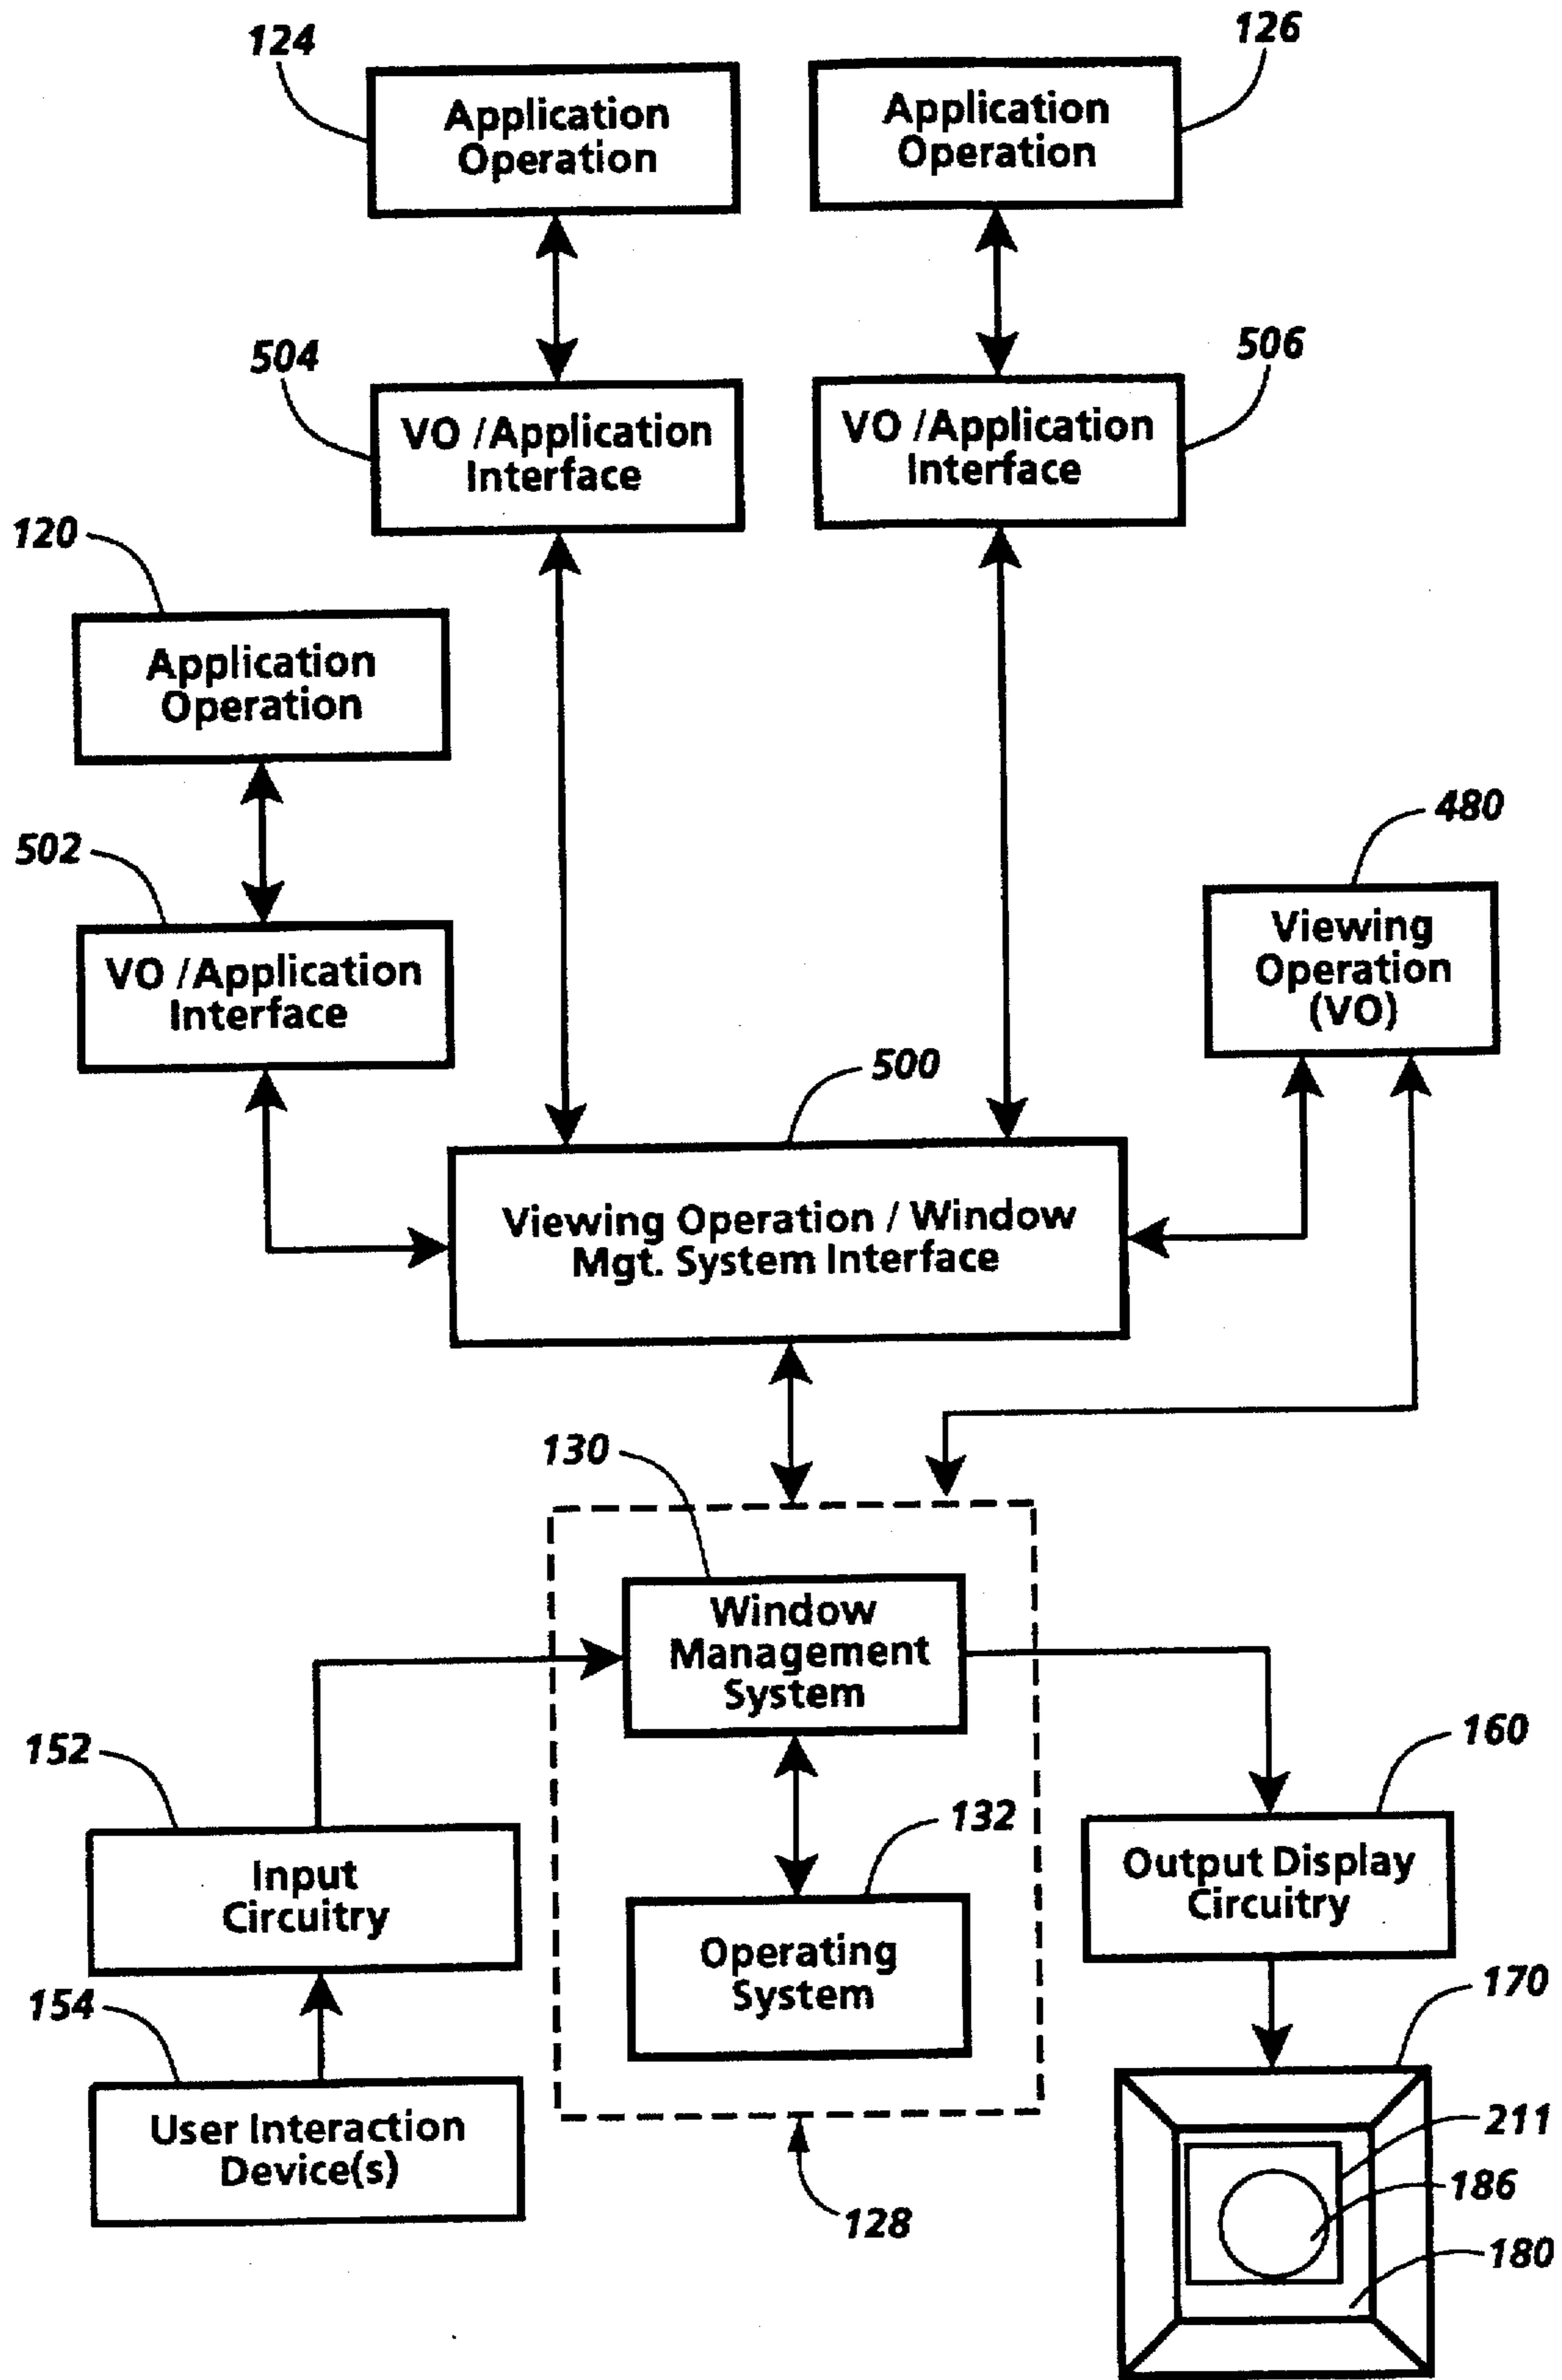 124
126
Application
Operation
Application
Operation
504
506
VO /Application
Interface
VO /Application
Interface
120
Application
Operation
502
480
VO /Application
Interface
Viewing
Operation
(VO)
500
Viewing Operation / Window
Mgt. System Interface
130
Window
Management
System
152
160
132
Input
Circuitry
Output Display
Circuitry
Operating
System
154
170
User Interaction
Device(s)
211
186
128
180